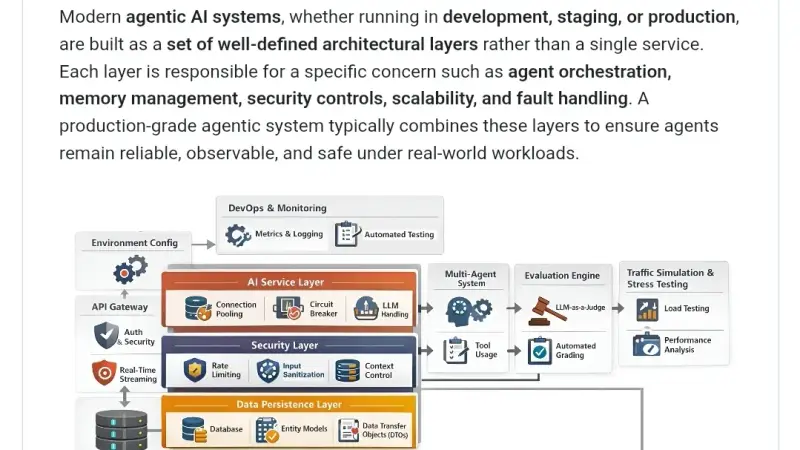 Modern agentic AI systems, whether running in development, staging, or production,
are built as a set of well-defined architectural layers rather than a single service.
Each layer is responsible for a specific concern such as agent orchestration,
memory management, security controls, scalability, and fault handling. A
production-grade agentic system typically combines these layers to ensure agents
remain reliable, observable, and safe under real-world workloads.
DevOps & Monitoring
Metrics & Logging
Automated Testing
Environment Config
API Gateway
Auth
& Security
Real-Time
Streaming
AI Service Layer
Connection
Pooling
Circuit
Breaker
LLM
Handling
Security Layer
Rate
Limiting
Input
Sanitization
Context
Control
Data Persistence Layer
Database
Entity Models
Data Transfer
Objects (DTOs)
Multi-Agent
System
Tool
Usage
Evaluation Engine
LLM-as-a-Judge
Automated
Grading
Traffic Simulation &
Stress Testing
Load Testing
Performance
Analysis